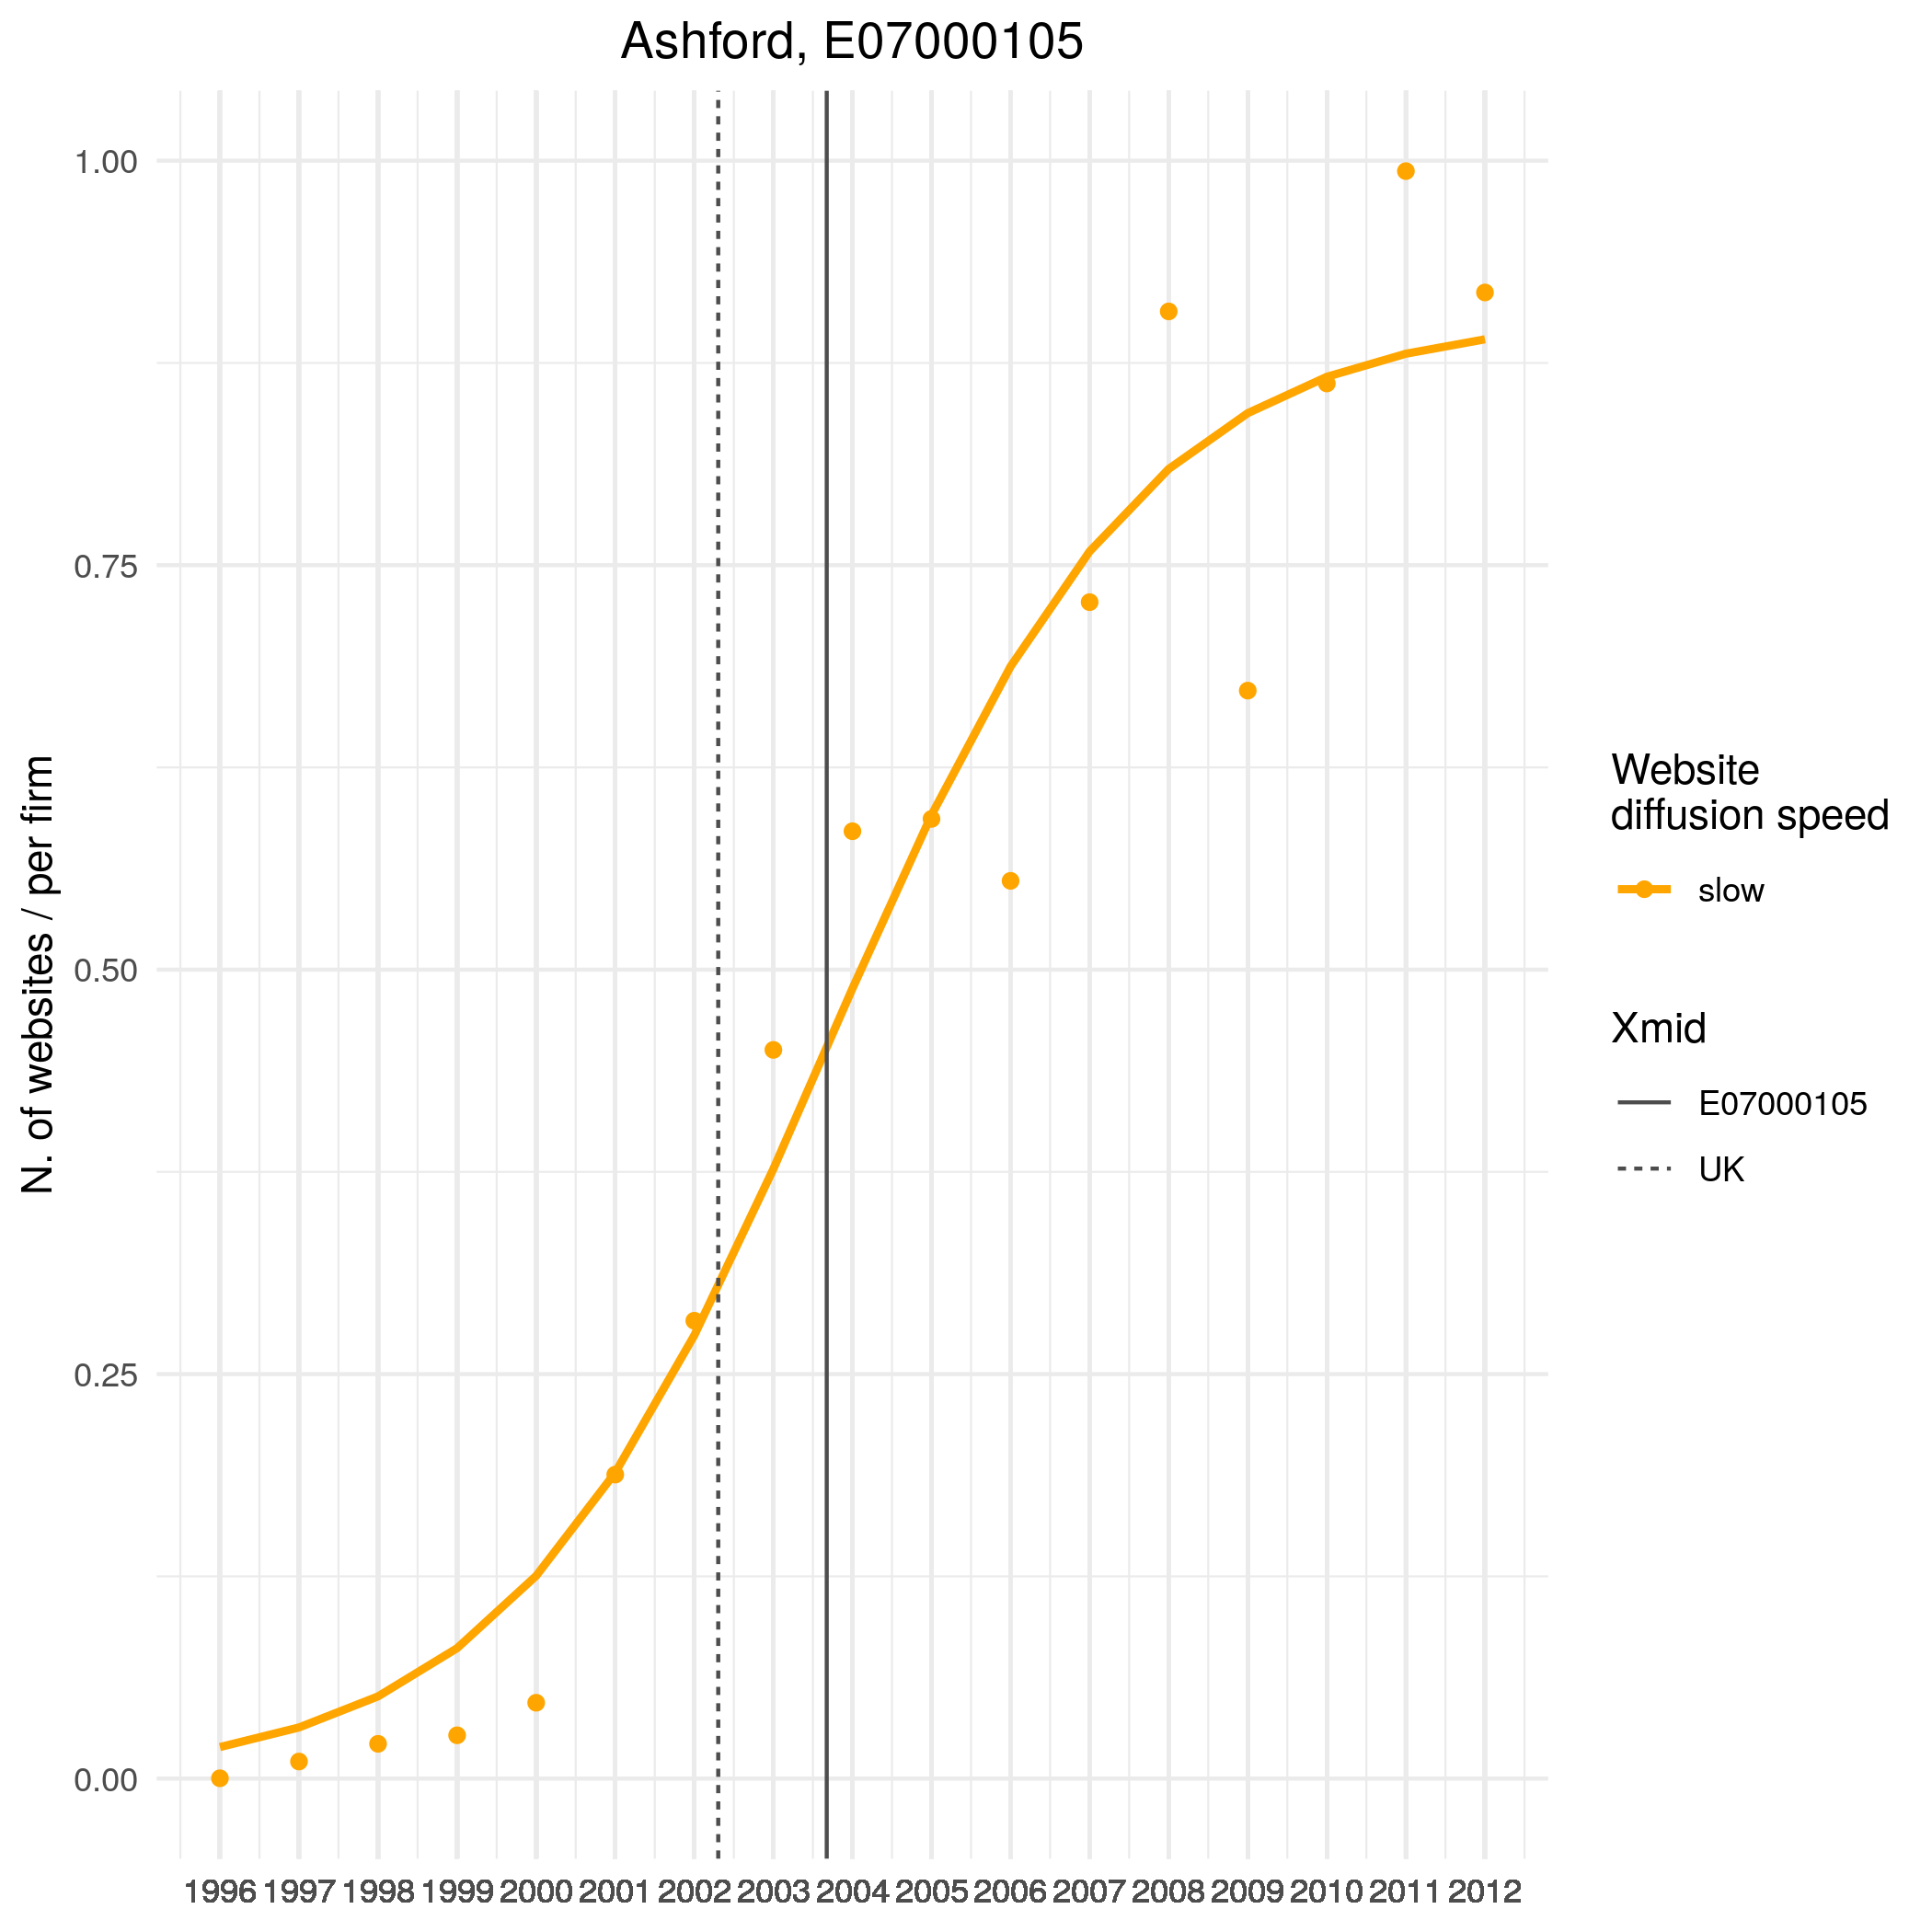 Ashford, E07000105
N. of websites / per firm
1.00
0.75
0.50
0.25
0.00
1996 1997 1998 1999 2000 2001 2002 2003 2004 2005 2006 2007 2008 2009 2010 2011 2012
Website
diffusion speed
slow
Xmid
E07000105
UK